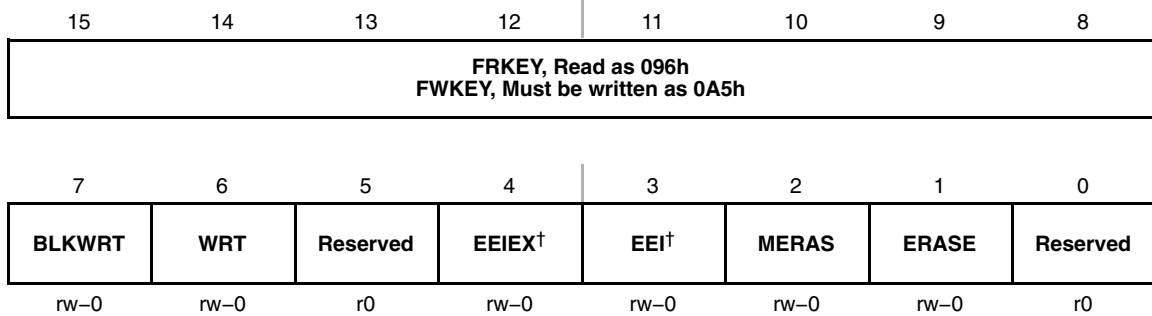 15 14 13 12 11 10 9 8
FRKEY, Read as 096h
FWKEY, Must be written as 0A5h
7 6 5 4 3 2 1 0
BLKWRT WRT Reserved EEIEX† EEI† MERAS ERASE Reserved
rw−0 rw−0 r0 rw−0 rw−0 rw−0 rw−0 r0